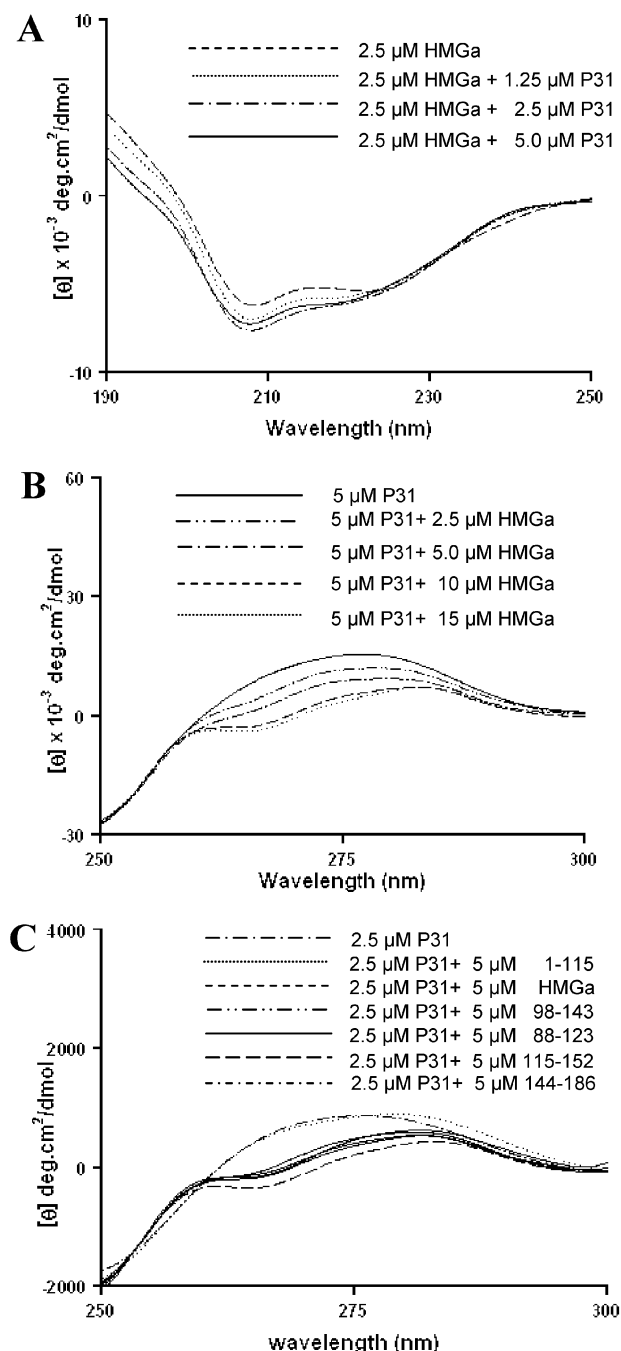 A
10
0
-10
[θ] x 10⁻³ deg.cm²/dmol
2.5 µM HMGa
2.5 µM HMGa + 1.25 µM P31
2.5 µM HMGa + 2.5 µM P31
2.5 µM HMGa + 5.0 µM P31
190 210 230 250
Wavelength (nm)
B
60
30
0
-30
[θ] x 10⁻³ deg.cm²/dmol
5 µM P31
5 µM P31+ 2.5 µM HMGa
5 µM P31+ 5.0 µM HMGa
5 µM P31+ 10 µM HMGa
5 µM P31+ 15 µM HMGa
250 275 300
Wavelength (nm)
C
4000
2000
0
-2000
[θ] deg.cm²/dmol
2.5 µM P31
2.5 µM P31+ 5 µM 1-115
2.5 µM P31+ 5 µM HMGa
2.5 µM P31+ 5 µM 98-143
2.5 µM P31+ 5 µM 88-123
2.5 µM P31+ 5 µM 115-152
2.5 µM P31+ 5 µM 144-186
250 275 300
wavelength (nm)